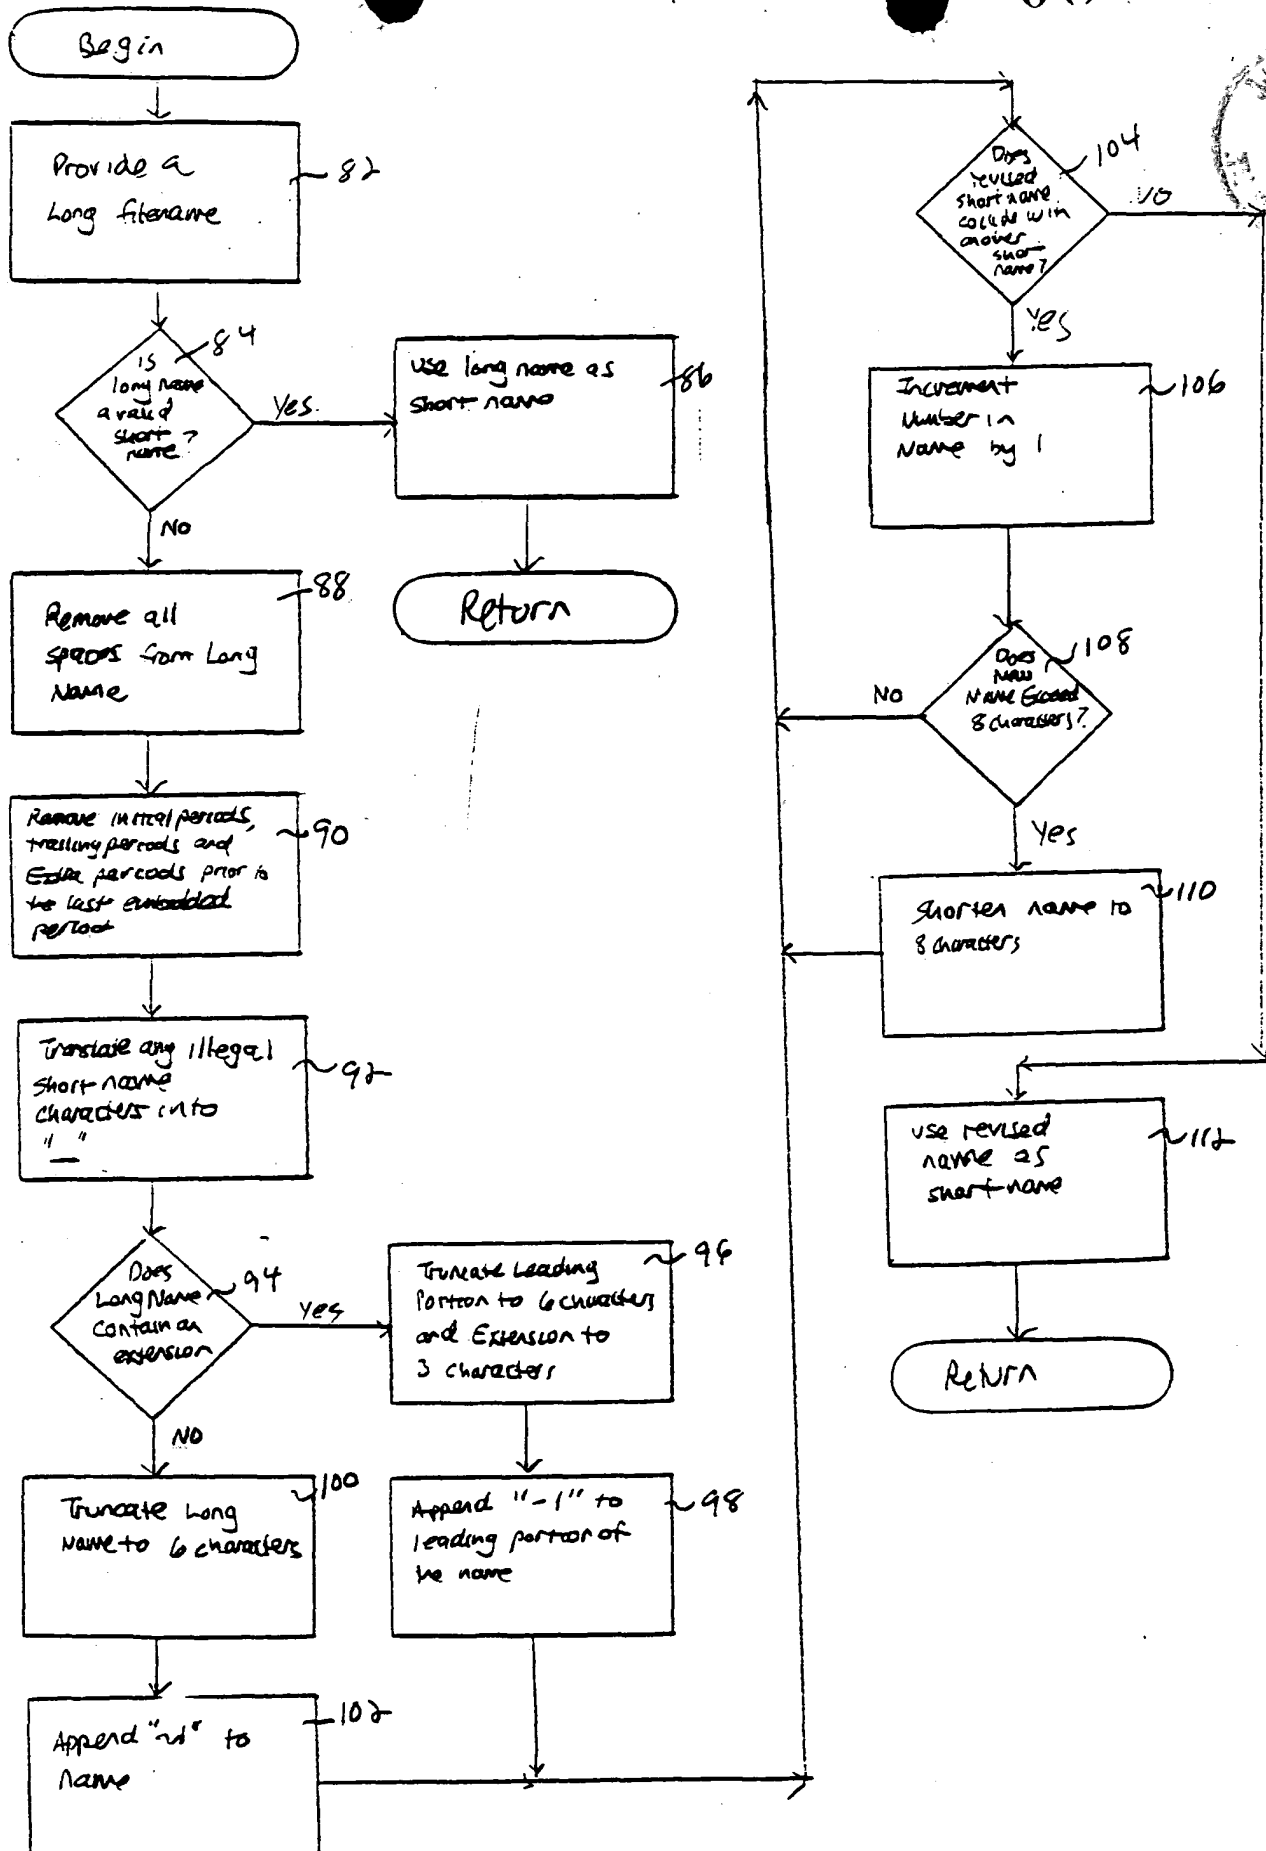 Begin
Provide a
Long filename
82
is
long name
a valid
short
name?
84
Yes
use long name as
short name
86
Return
NO
Remove all
spaces from Long
Name
88
Remove initial periods,
trailing periods and
Extra periods prior to
the last embedded
period
90
Translate any illegal
short name
characters into
"_"
92
Does
Long Name
contain an
extension
94
Yes
Truncate Leading
Portion to 6 characters
and Extension to
3 characters
96
Append "~1" to
leading portion of
the name
98
NO
Truncate Long
Name to 6 characters
100
Append "~1" to
name
102
Does
revised
short name
collide with
another
short
name?
104
NO
Yes
Increment
Number in
Name by 1
106
Does
New
Name Exceed
8 characters?
108
NO
Yes
Shorten name to
8 characters
110
use revised
name as
short name
112
Return